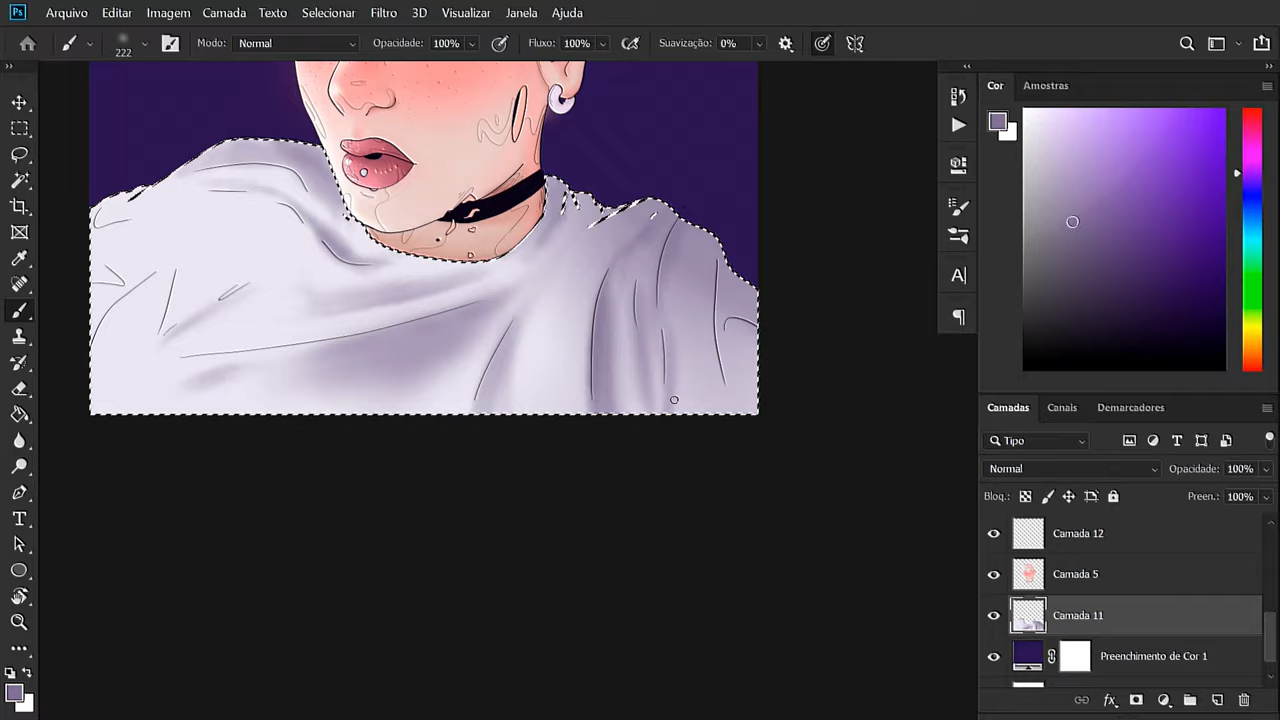 Ps Arquivo Editar Imagem Camada Texto Selecionar Filtro 3D Visualizar Janela Ajuda
222 Modo: Normal Opacidade: 100% Fluxo: 100% Suavização: 0%
Cor Amostras
Camadas Canais Demarcadores
Tipo
Normal Opacidade: 100%
Bloq.: Preen.: 100%
Camada 12
Camada 5
Camada 11
Preenchimento de Cor 1
fx